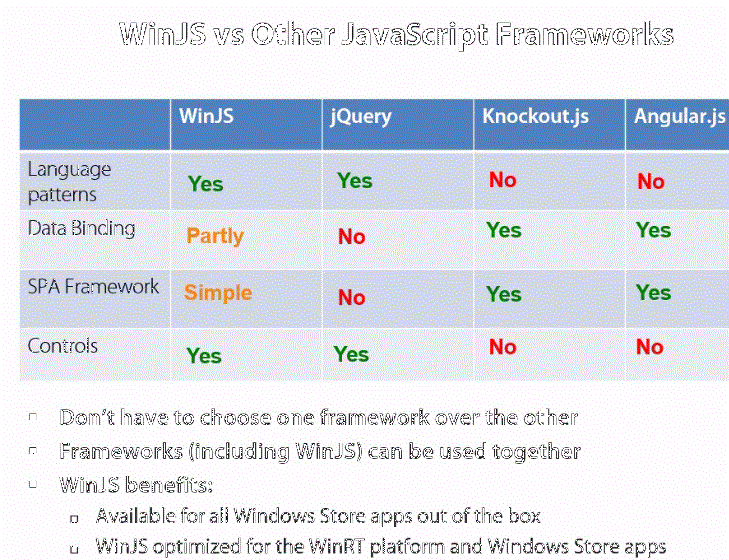 WinJS vs Other JavaScript Frameworks
WinJS jQuery Knockout.js Angular.js
Language
patterns Yes Yes No No
Data Binding Partly No Yes Yes
SPA Framework Simple No Yes Yes
Controls Yes Yes No No
Don't have to choose one framework over the other
Frameworks (including WinJS) can be used together
WinJS benefits:
Available for all Windows Store apps out of the box
WinJS optimized for the WinRT platform and Windows Store apps